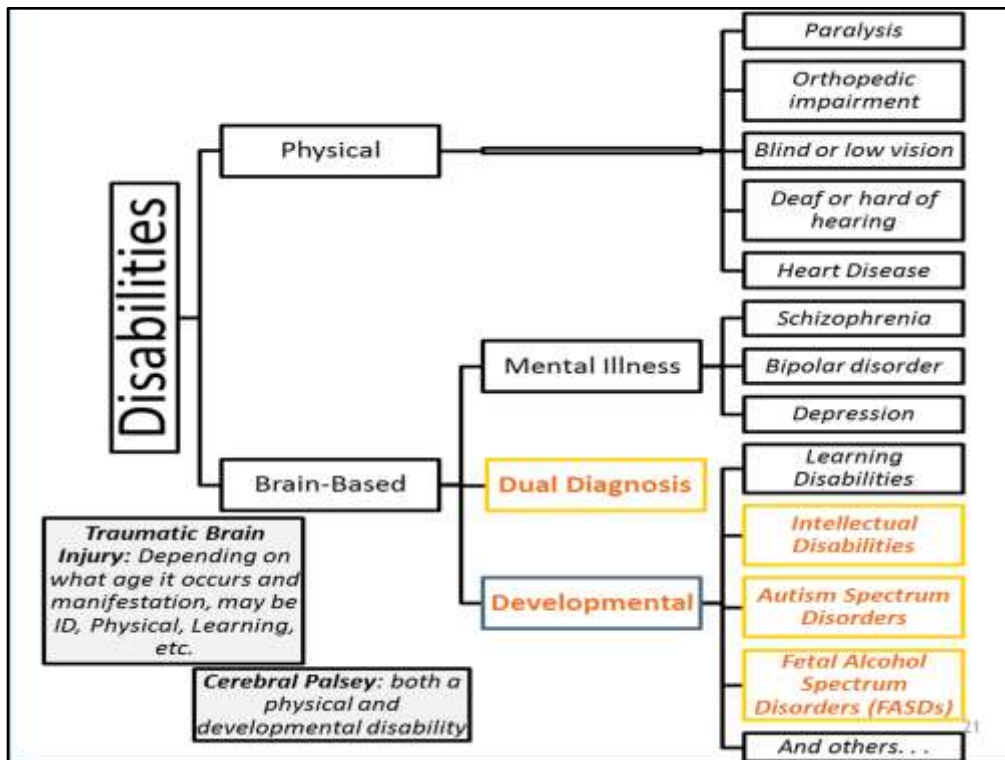 Disabilities
Physical
Paralysis
Orthopedic
impairment
Blind or low vision
Deaf or hard of
hearing
Heart Disease
Brain-Based
Mental Illness
Schizophrenia
Bipolar disorder
Depression
Dual Diagnosis
Developmental
Learning
Disabilities
Intellectual
Disabilities
Autism Spectrum
Disorders
Fetal Alcohol
Spectrum
Disorders (FASDs)
And others. . .
Traumatic Brain
Injury: Depending on
what age it occurs and
manifestation, may be
ID, Physical, Learning,
etc.
Cerebral Palsey: both a
physical and
developmental disability
21